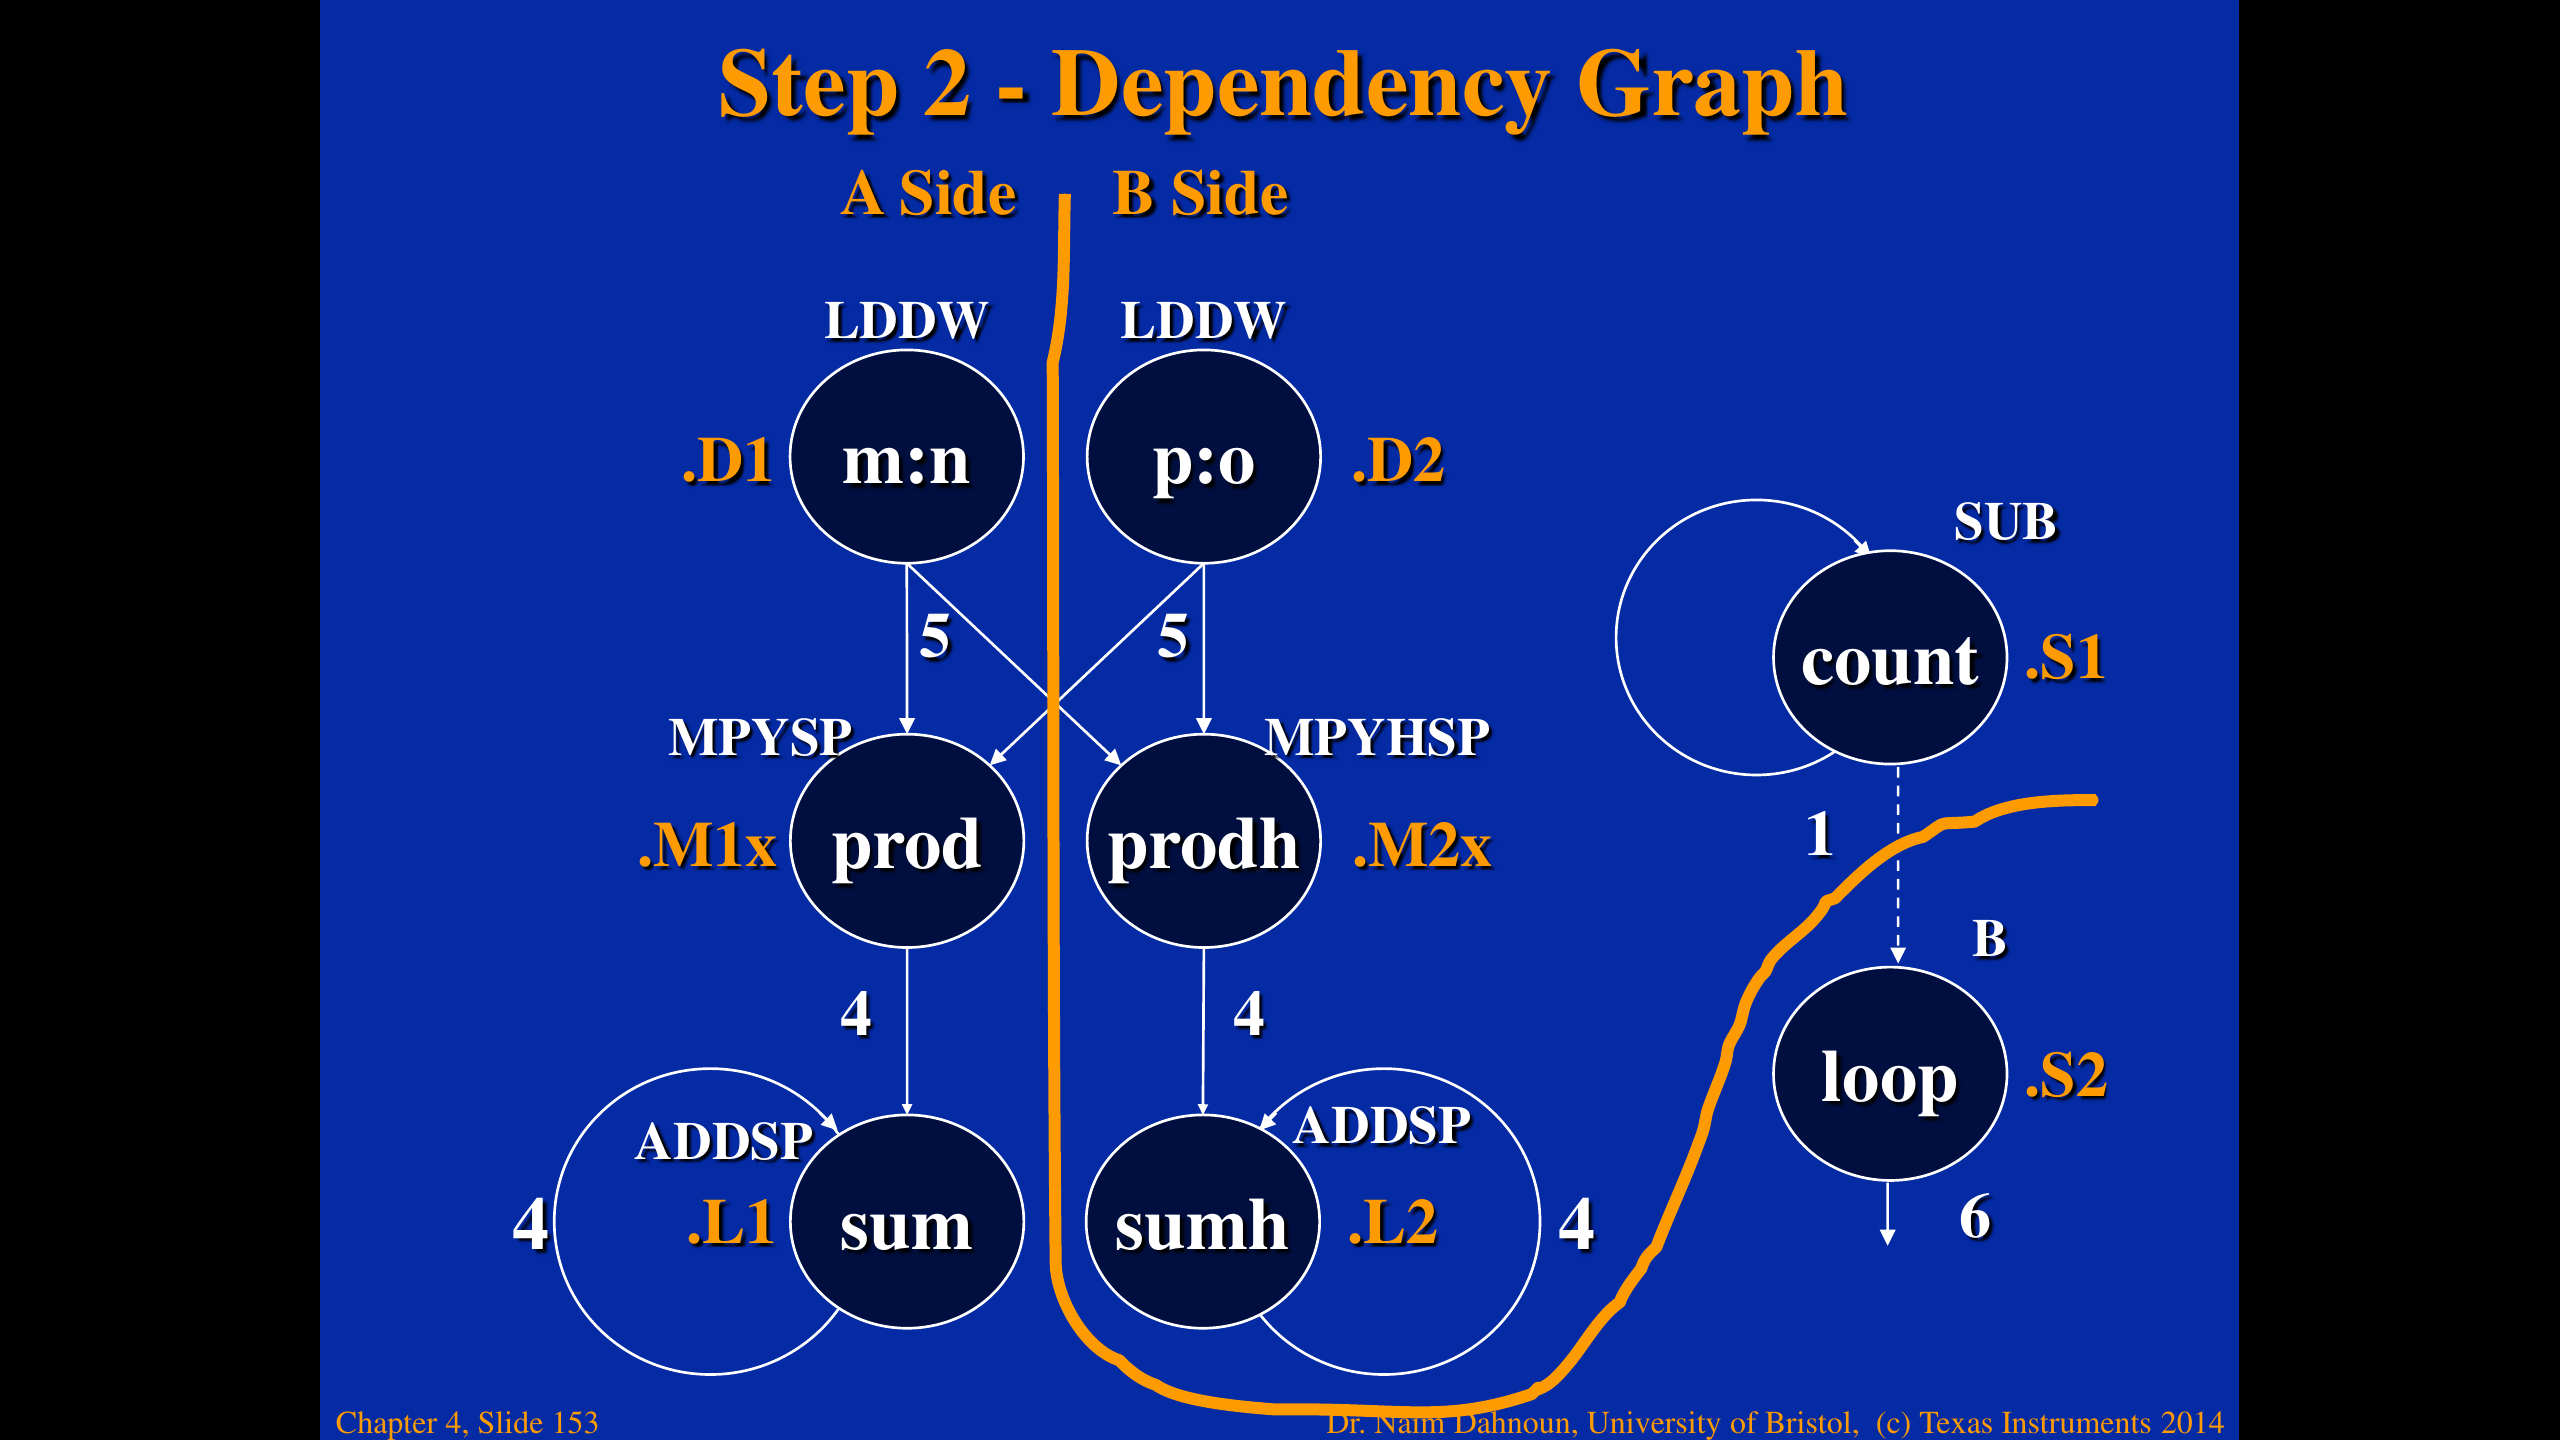 Step 2 - Dependency Graph
A Side
B Side
LDDW
LDDW
.D1
m:n
p:o
.D2
SUB
count
.S1
5
5
MPYSP
MPYHSP
.M1x
prod
prodh
.M2x
1
B
4
4
loop
.S2
ADDSP
ADDSP
4
.L1
sum
sumh
.L2
4
6
Chapter 4, Slide 153
Dr. Naim Dahnoun, University of Bristol, (c) Texas Instruments 2014